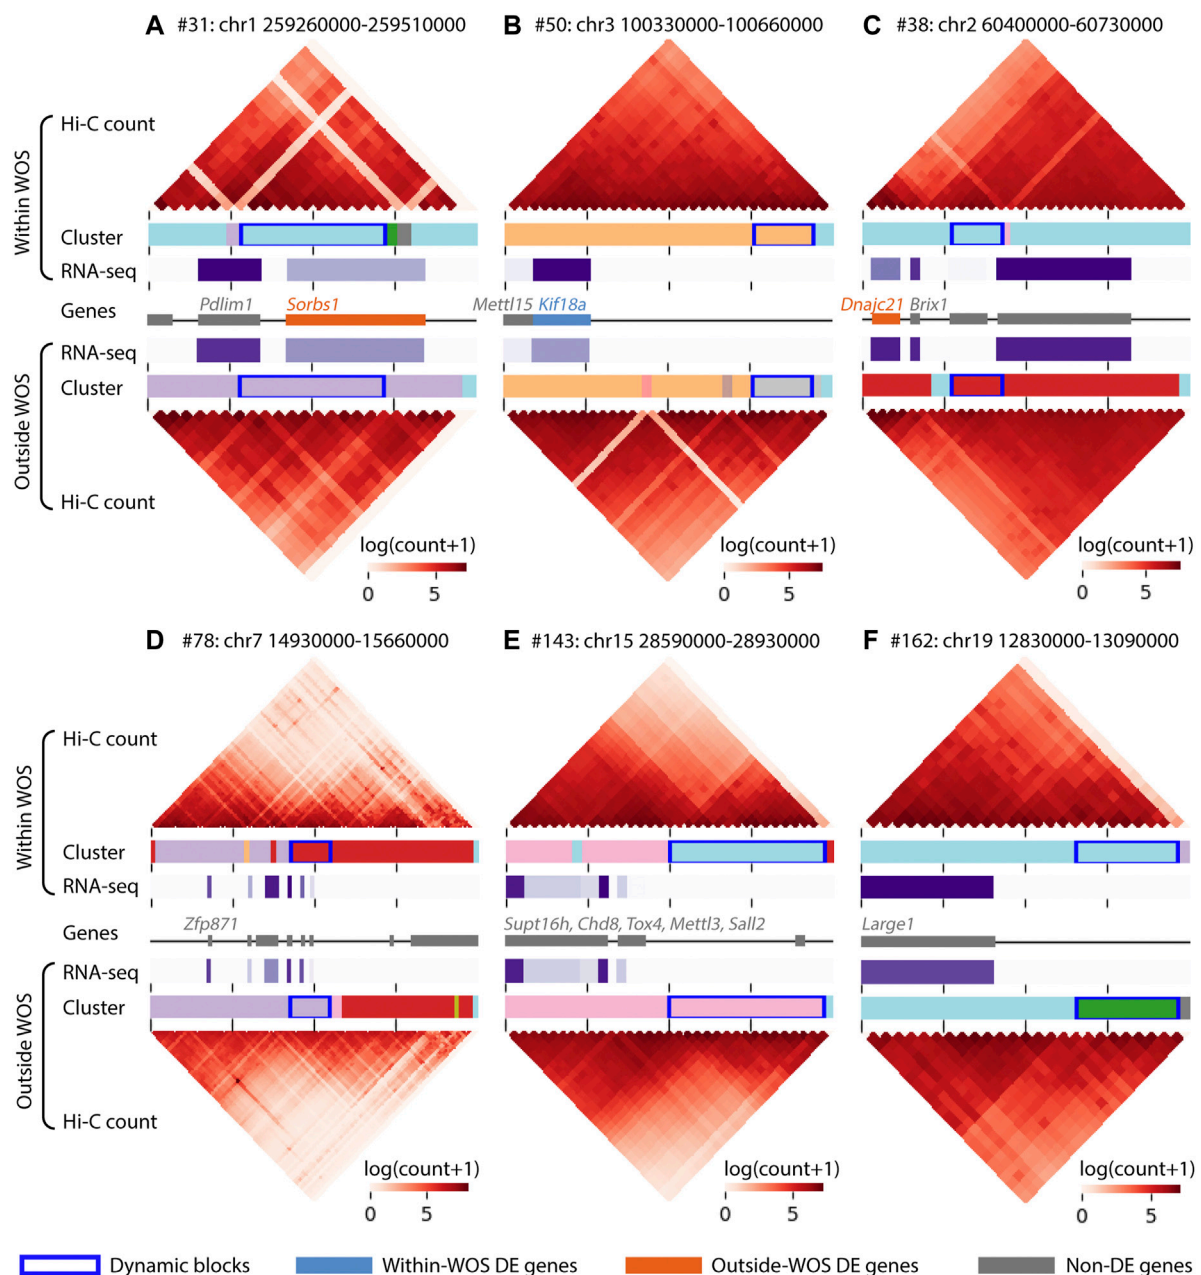 A #31: chr1 259260000-259510000
B #50: chr3 100330000-100660000
C #38: chr2 60400000-60730000
Within WOS
Hi-C count
Cluster
RNA-seq
Genes
Pdlim1 Sorbs1
Mettl15 Kif18a
Dnajc21 Brix1
Outside WOS
RNA-seq
Cluster
Hi-C count
log(count+1)
0 5
log(count+1)
0 5
log(count+1)
0 5
D #78: chr7 14930000-15660000
E #143: chr15 28590000-28930000
F #162: chr19 12830000-13090000
Within WOS
Hi-C count
Cluster
RNA-seq
Genes
Zfp871
Supt16h, Chd8, Tox4, Mettl3, Sall2
Large1
Outside WOS
RNA-seq
Cluster
Hi-C count
log(count+1)
0 5
log(count+1)
0 5
log(count+1)
0 5
Dynamic blocks
Within-WOS DE genes
Outside-WOS DE genes
Non-DE genes